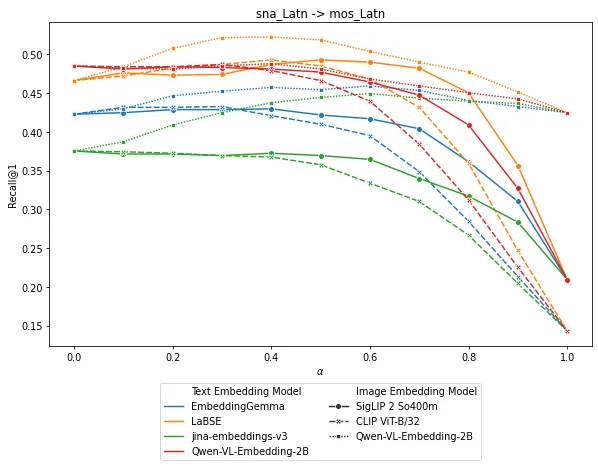 sna_Latn -> mos_Latn
Recall@1
0.50
0.45
0.40
0.35
0.30
0.25
0.20
0.15
0.0
0.2
0.4
0.6
0.8
1.0
α
Text Embedding Model
EmbeddingGemma
LaBSE
jina-embeddings-v3
Qwen-VL-Embedding-2B
Image Embedding Model
SigLIP 2 So400m
CLIP ViT-B/32
Qwen-VL-Embedding-2B